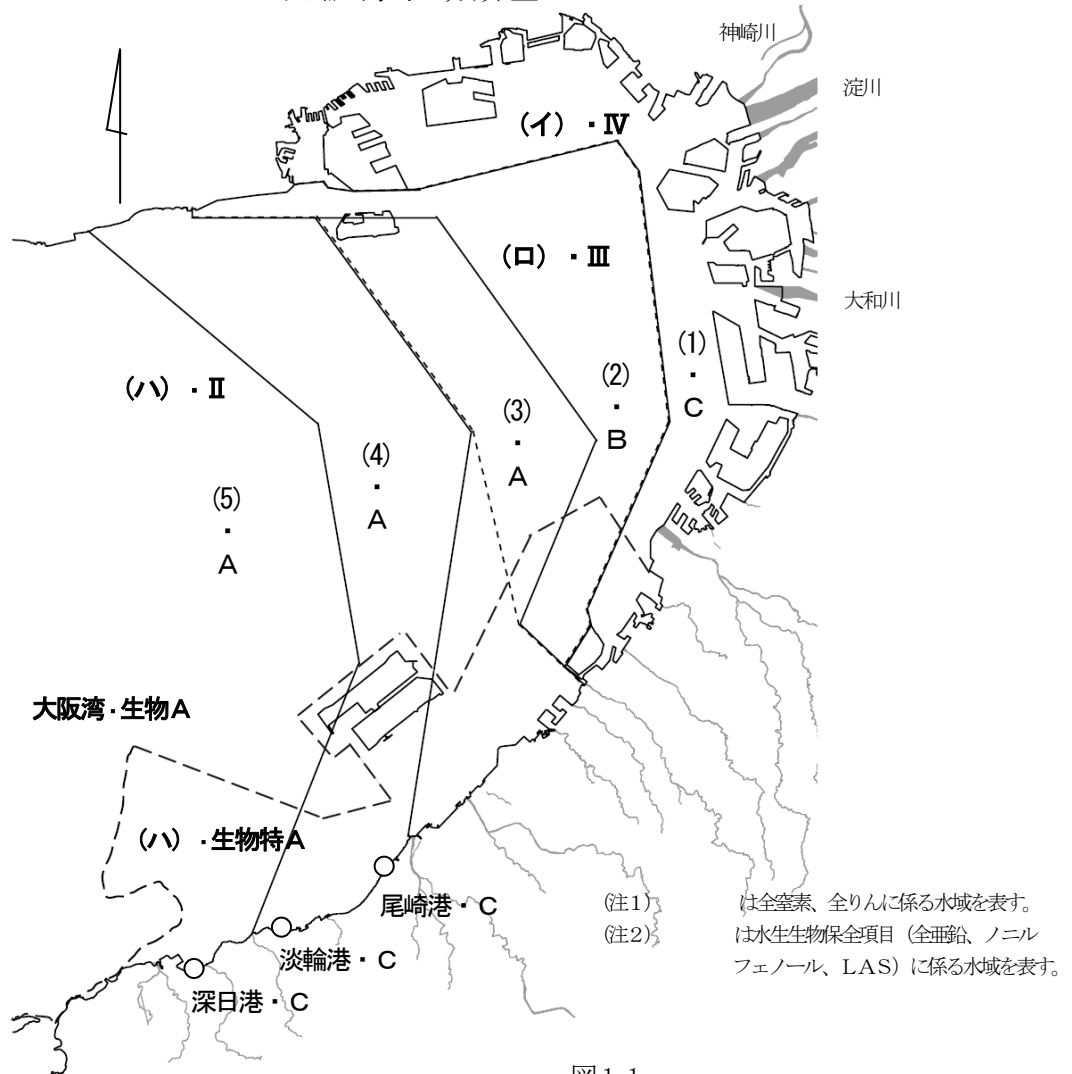 神崎川
淀川
(イ)・Ⅳ
(ロ)・Ⅲ
大和川
(1)
・
C
(2)
・
B
(ハ)・Ⅱ
(3)
・
A
(4)
・
A
(5)
・
A
大阪湾・生物A
(ハ)・生物特A
尾崎港・C
淡輪港・C
深日港・C
(注1) は全窒素、全りんに係る水域を表す。
(注2) は水生生物保全項目(全亜鉛、ノニル
フェノール、LAS)に係る水域を表す。